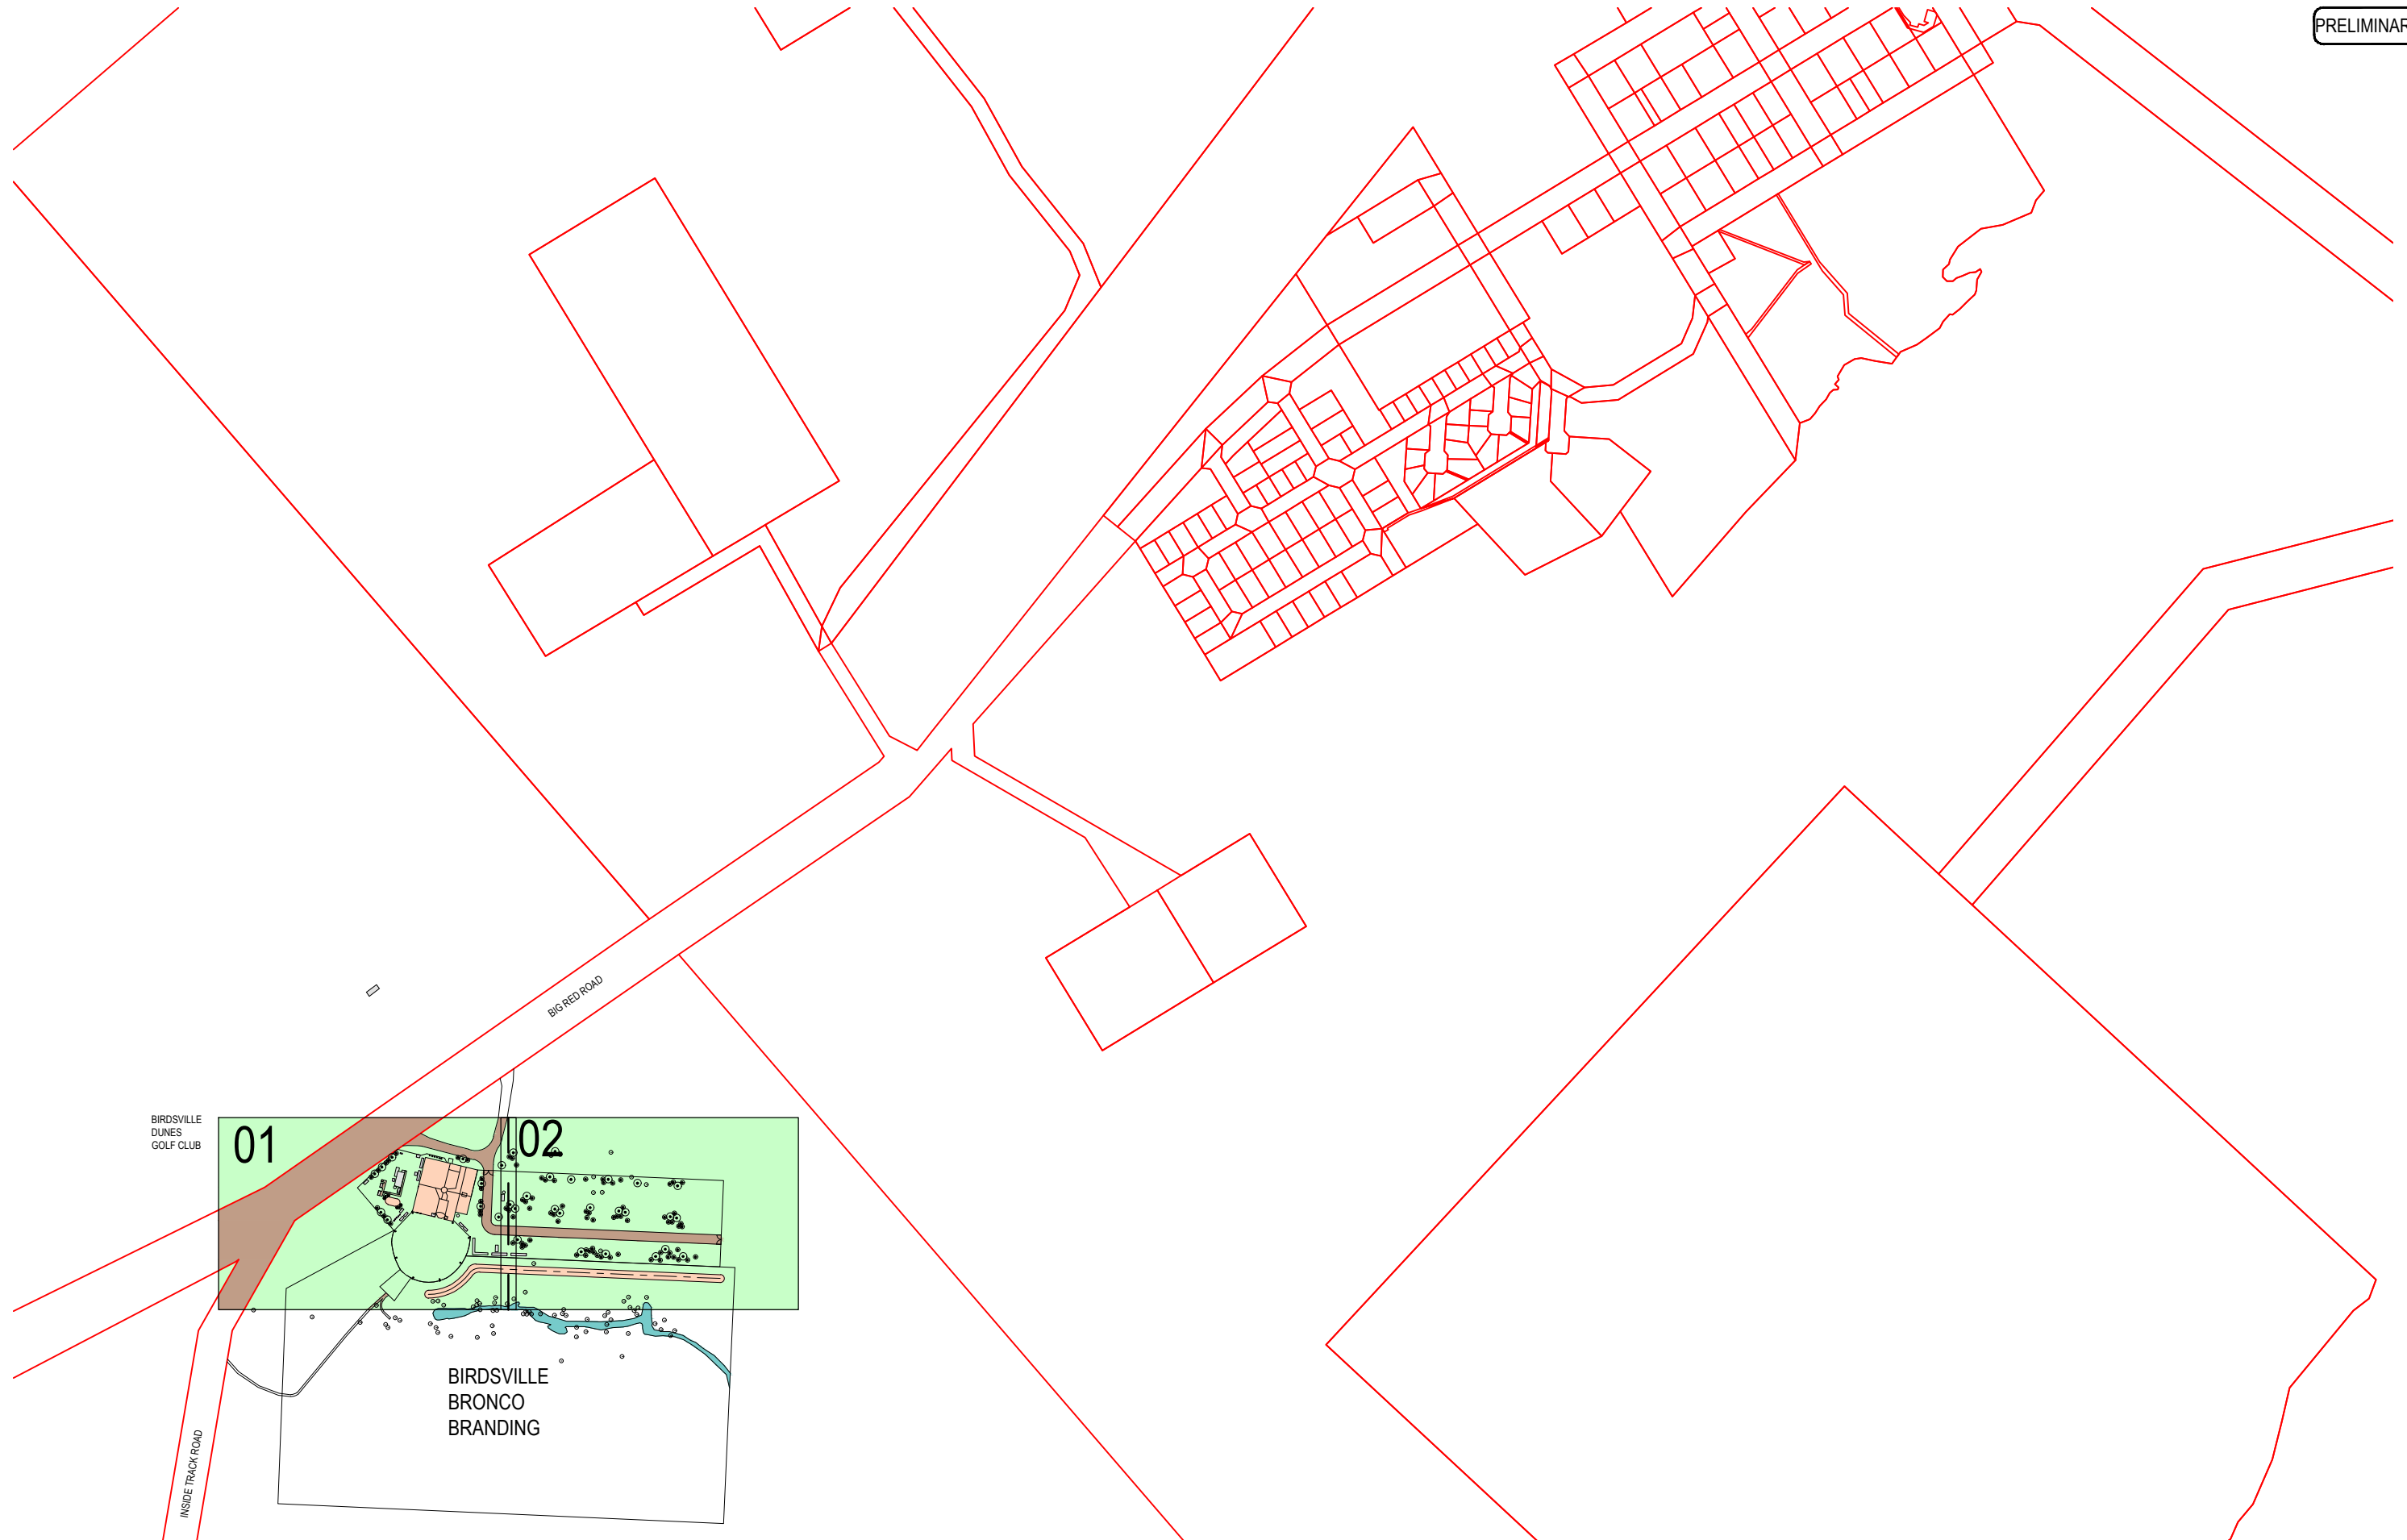 PRELIMINAR
BIG RED ROAD
BIRDSVILLE
DUNES
GOLF CLUB
01
02
BIRDSVILLE
BRONCO
BRANDING
INSIDE TRACK ROAD